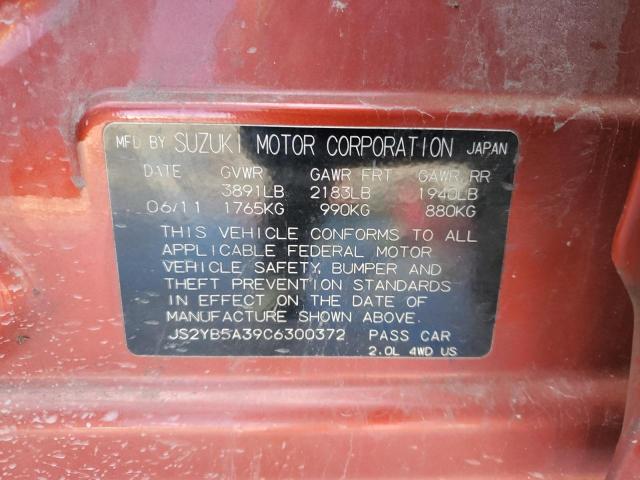 MFD BY SUZUKI MOTOR CORPORATION JAPAN
DATE GVWR GAWR FRT GAWR RR
3891LB 2183LB 1940LB
06/11 1765KG 990KG 880KG
THIS VEHICLE CONFORMS TO ALL
APPLICABLE FEDERAL MOTOR
VEHICLE SAFETY, BUMPER AND
THEFT PREVENTION STANDARDS
IN EFFECT ON THE DATE OF
MANUFACTURE SHOWN ABOVE.
JS2YB5A39C6300372 PASS CAR
2.0L 4WD US